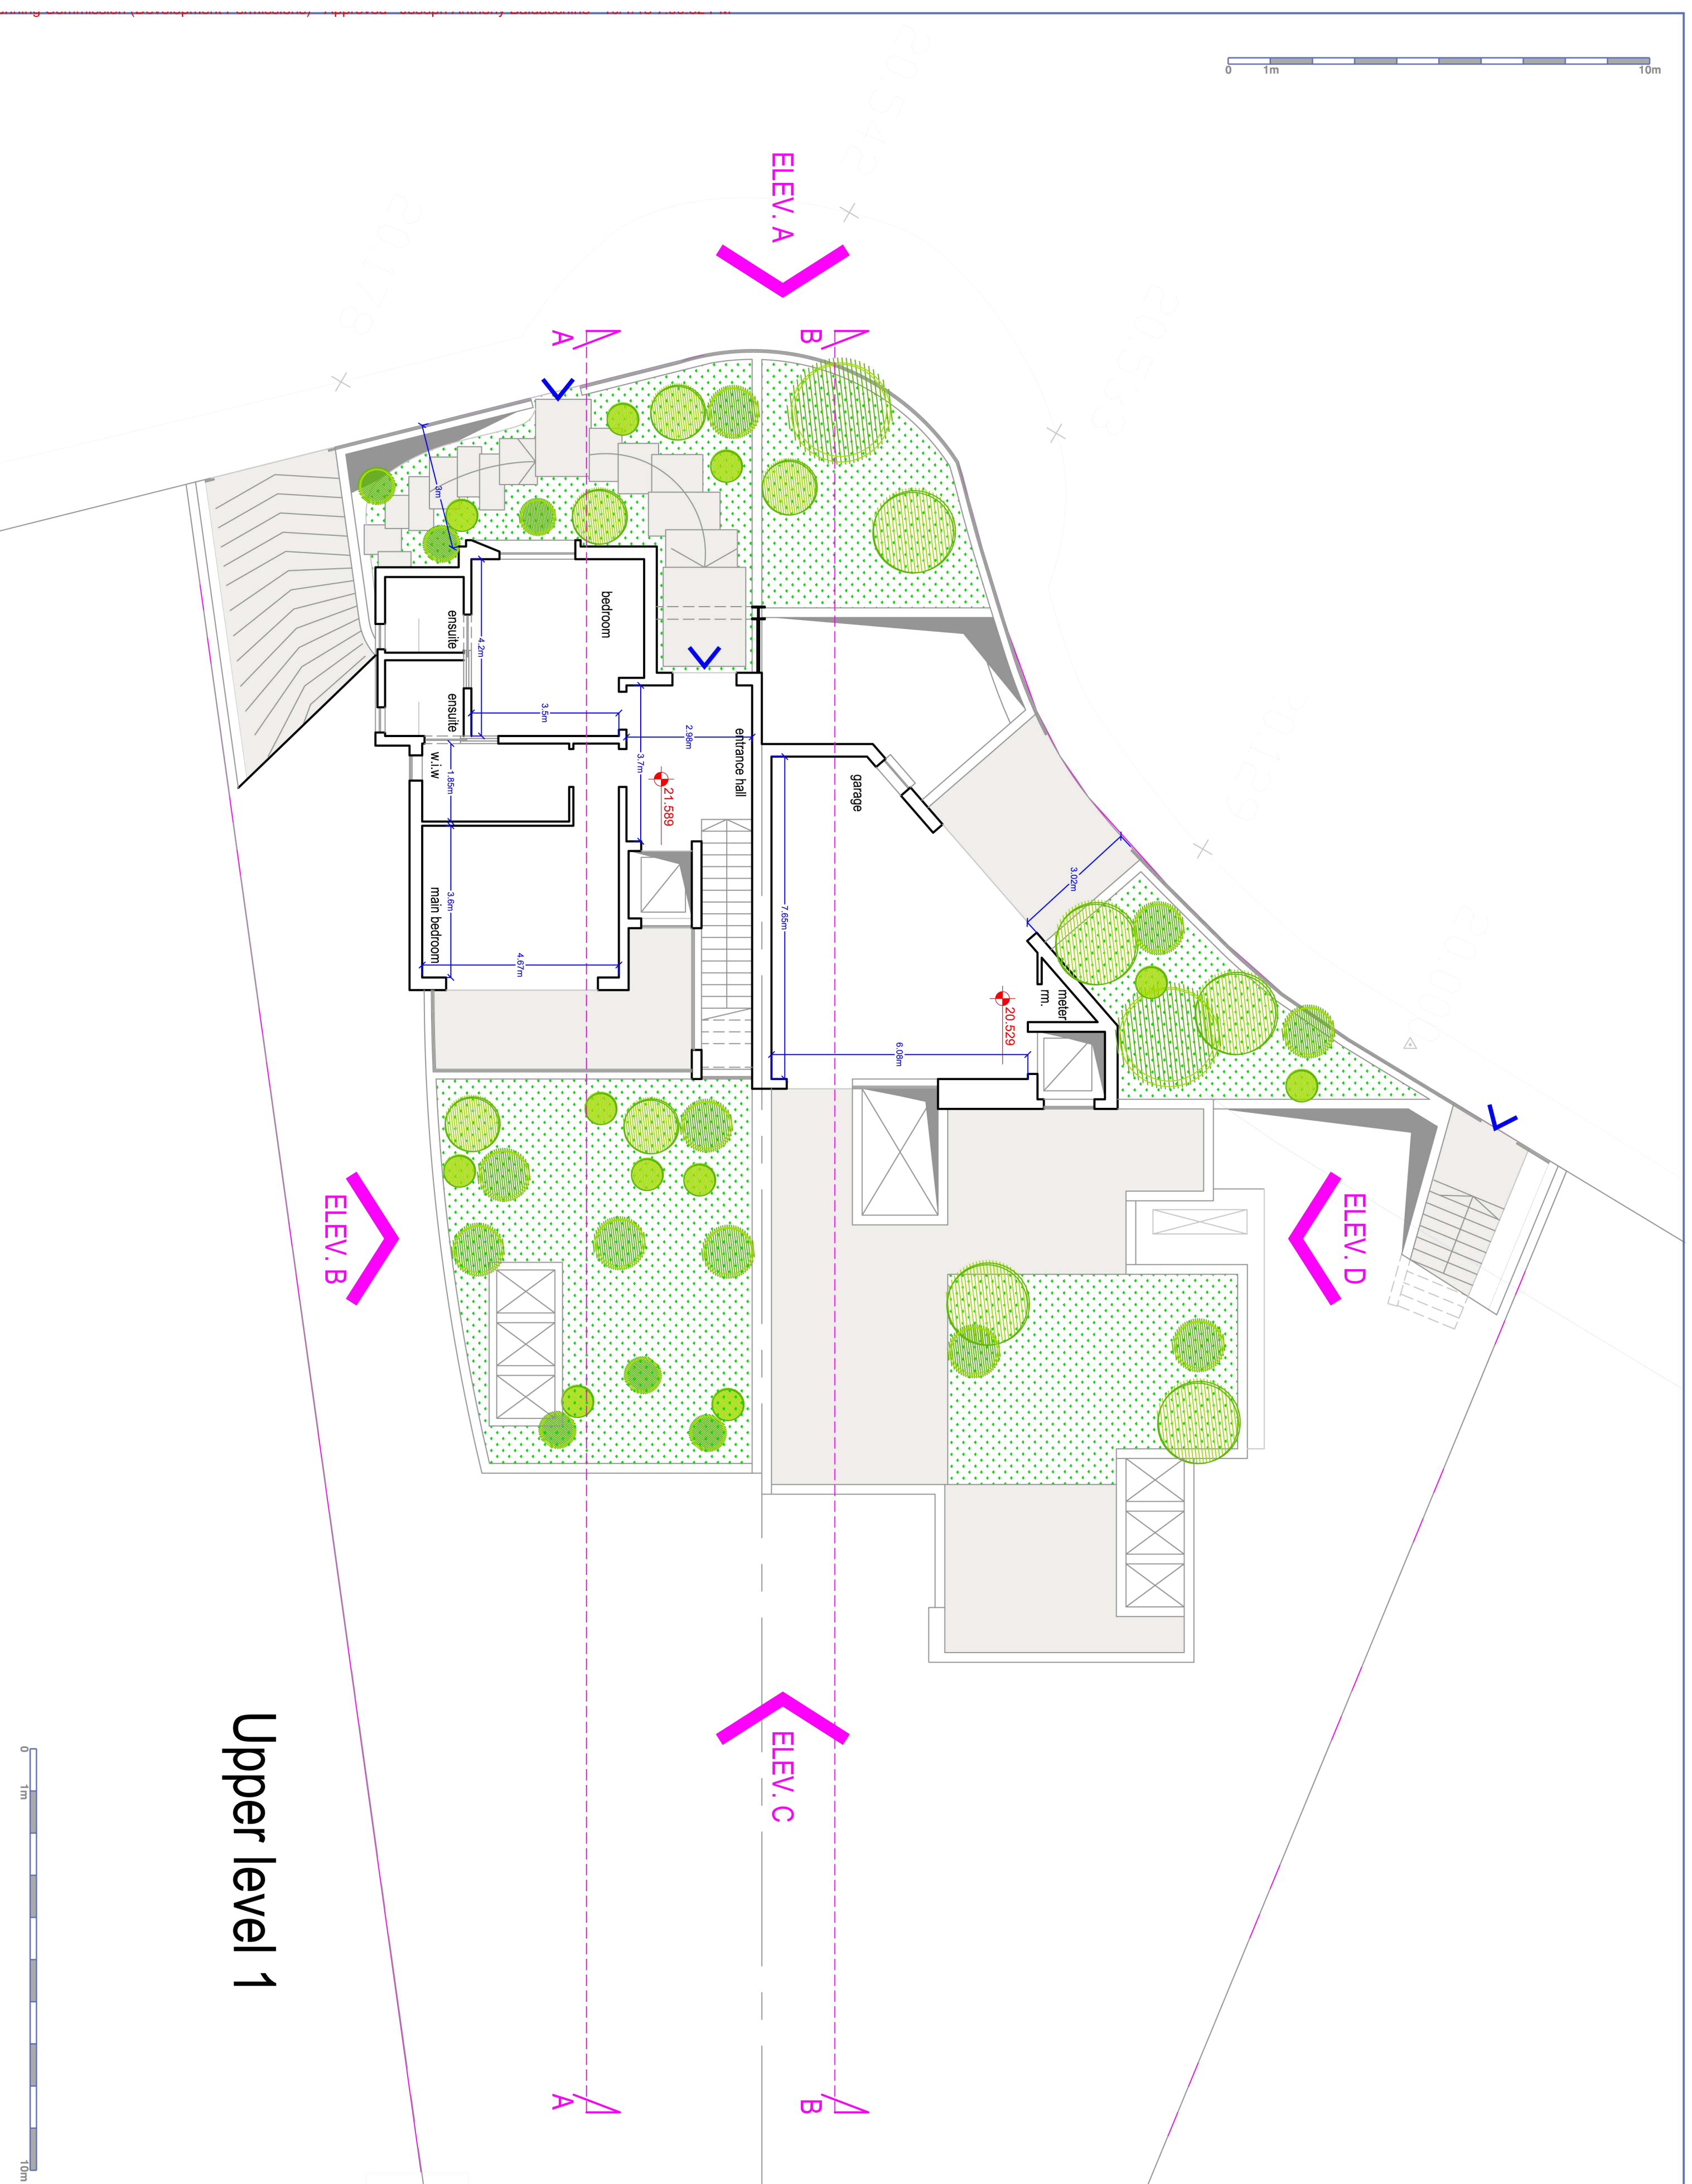 0 1m 10m
ELEV. A
A
B
3m
bedroom
ensuite
4.2m
ensuite
3.5m
2.98m
entrance hall
3.7m
21.589
w.i.w
1.85m
garage
3.02m
3.6m
main bedroom
4.67m
7.65m
meter
rm.
20.529
6.08m
ELEV. B
ELEV. D
ELEV. C
Upper level 1
A
B
0 1m 10m